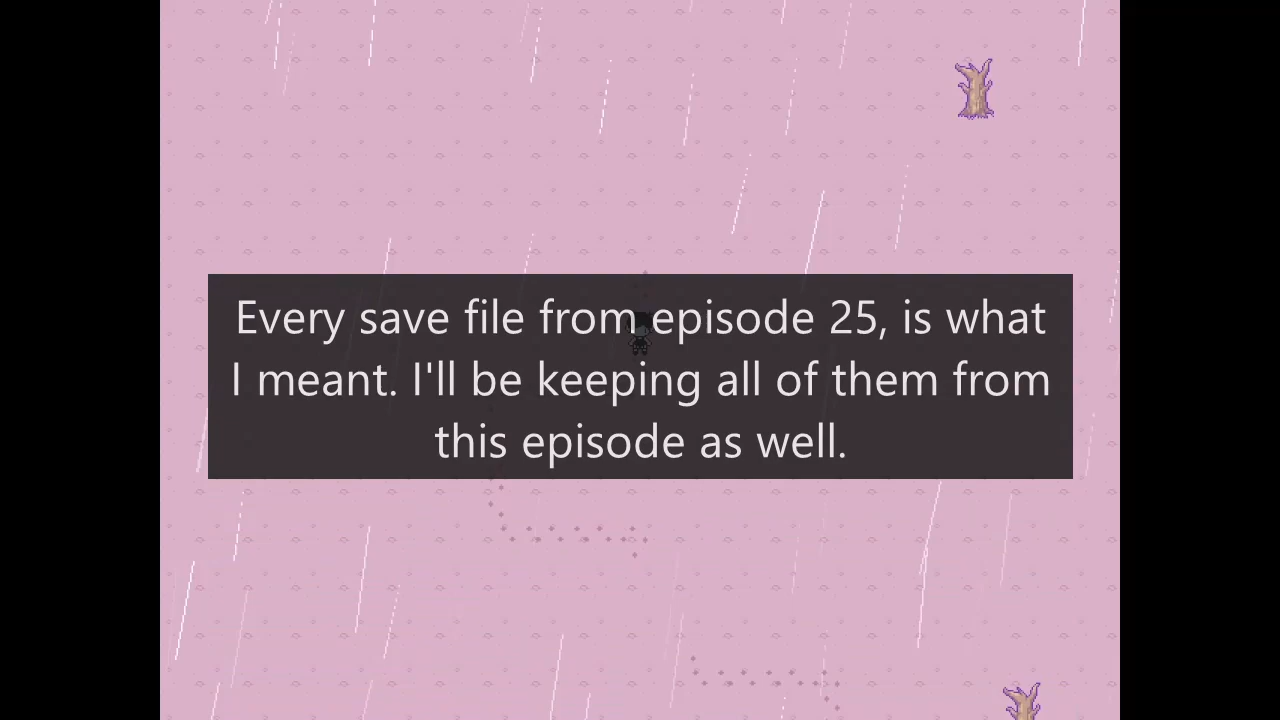 Every save file from episode 25, is what
I meant. I'll be keeping all of them from
this episode as well.